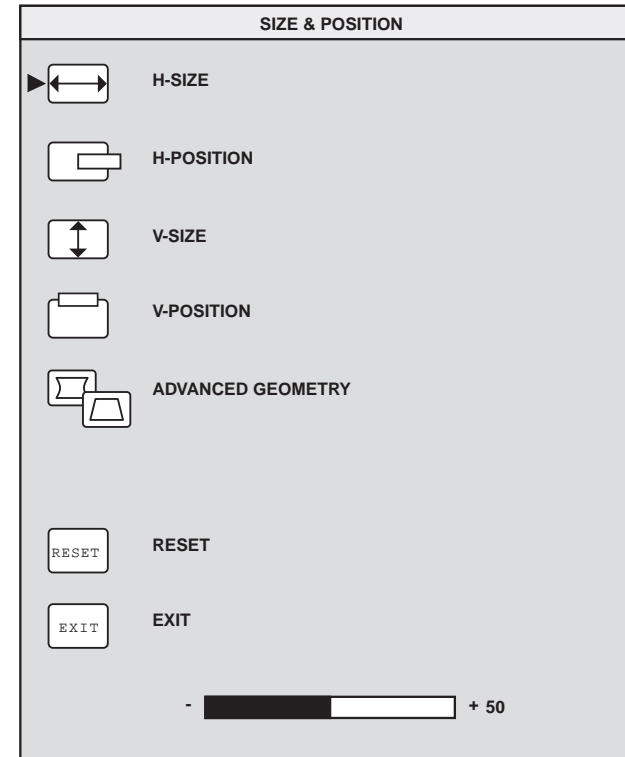 SIZE & POSITION
H-SIZE
H-POSITION
V-SIZE
V-POSITION
ADVANCED GEOMETRY
RESET RESET
EXIT EXIT
- + 50